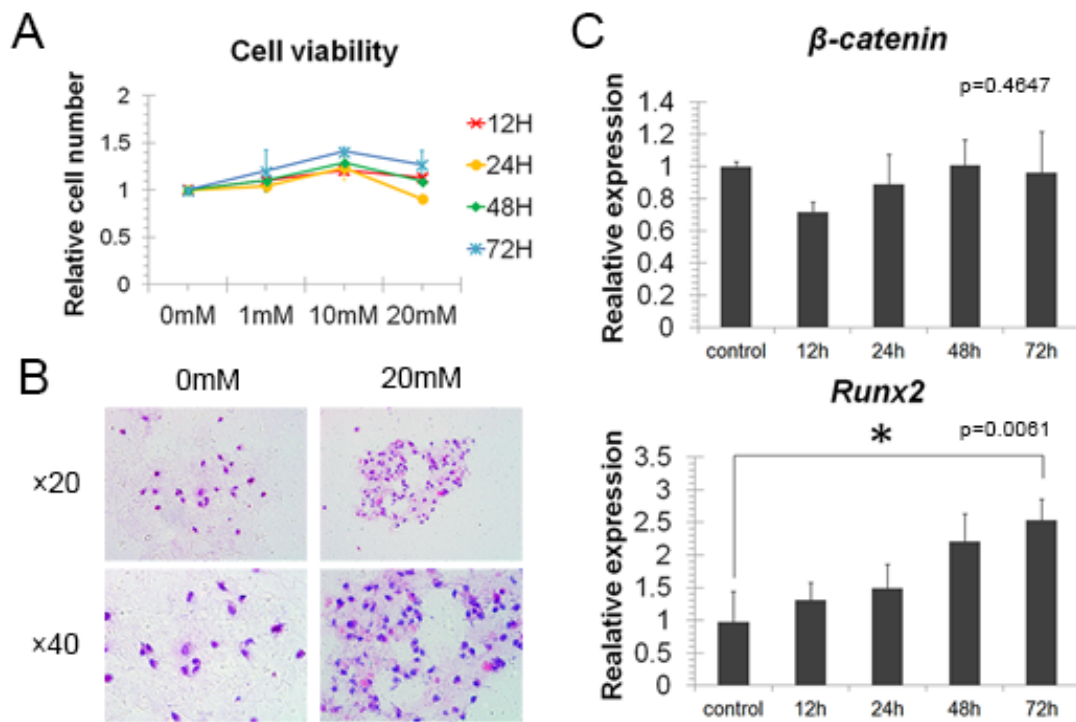 A
Cell viability
Relative cell number
2
1.5
1
0.5
0
0mM 1mM 10mM 20mM
12H
24H
48H
72H
B
0mM 20mM
×20
×40
C
β-catenin
p=0.4647
Realative expression
1.4
1.2
1
0.8
0.6
0.4
0.2
0
control 12h 24h 48h 72h
Runx2
*
p=0.0061
Realative expression
3.5
3
2.5
2
1.5
1
0.5
0
control 12h 24h 48h 72h